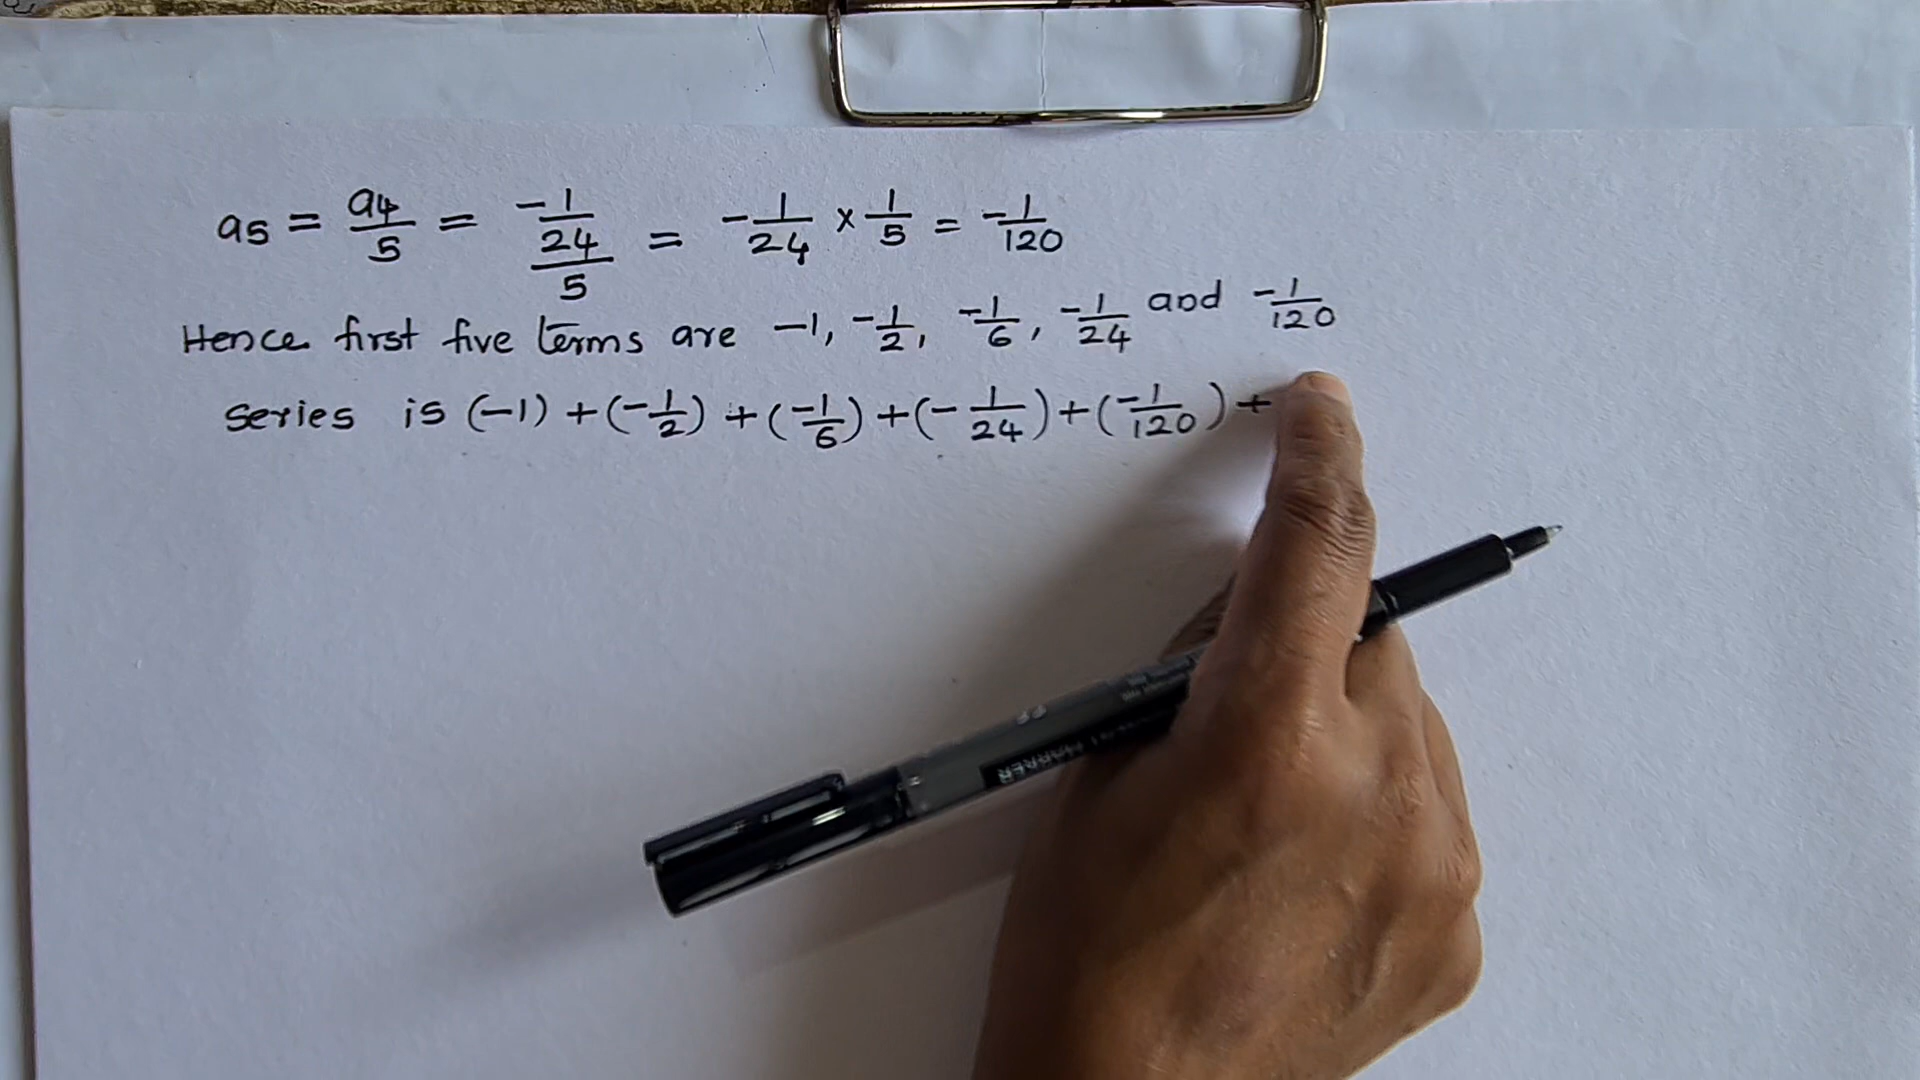 a5 = a4/5 = (-1/24)/5 = -1/24 × 1/5 = -1/120
Hence first five terms are -1, -1/2, -1/6, -1/24 and -1/120
series is (-1) + (-1/2) + (-1/6) + (-1/24) + (-1/120) +